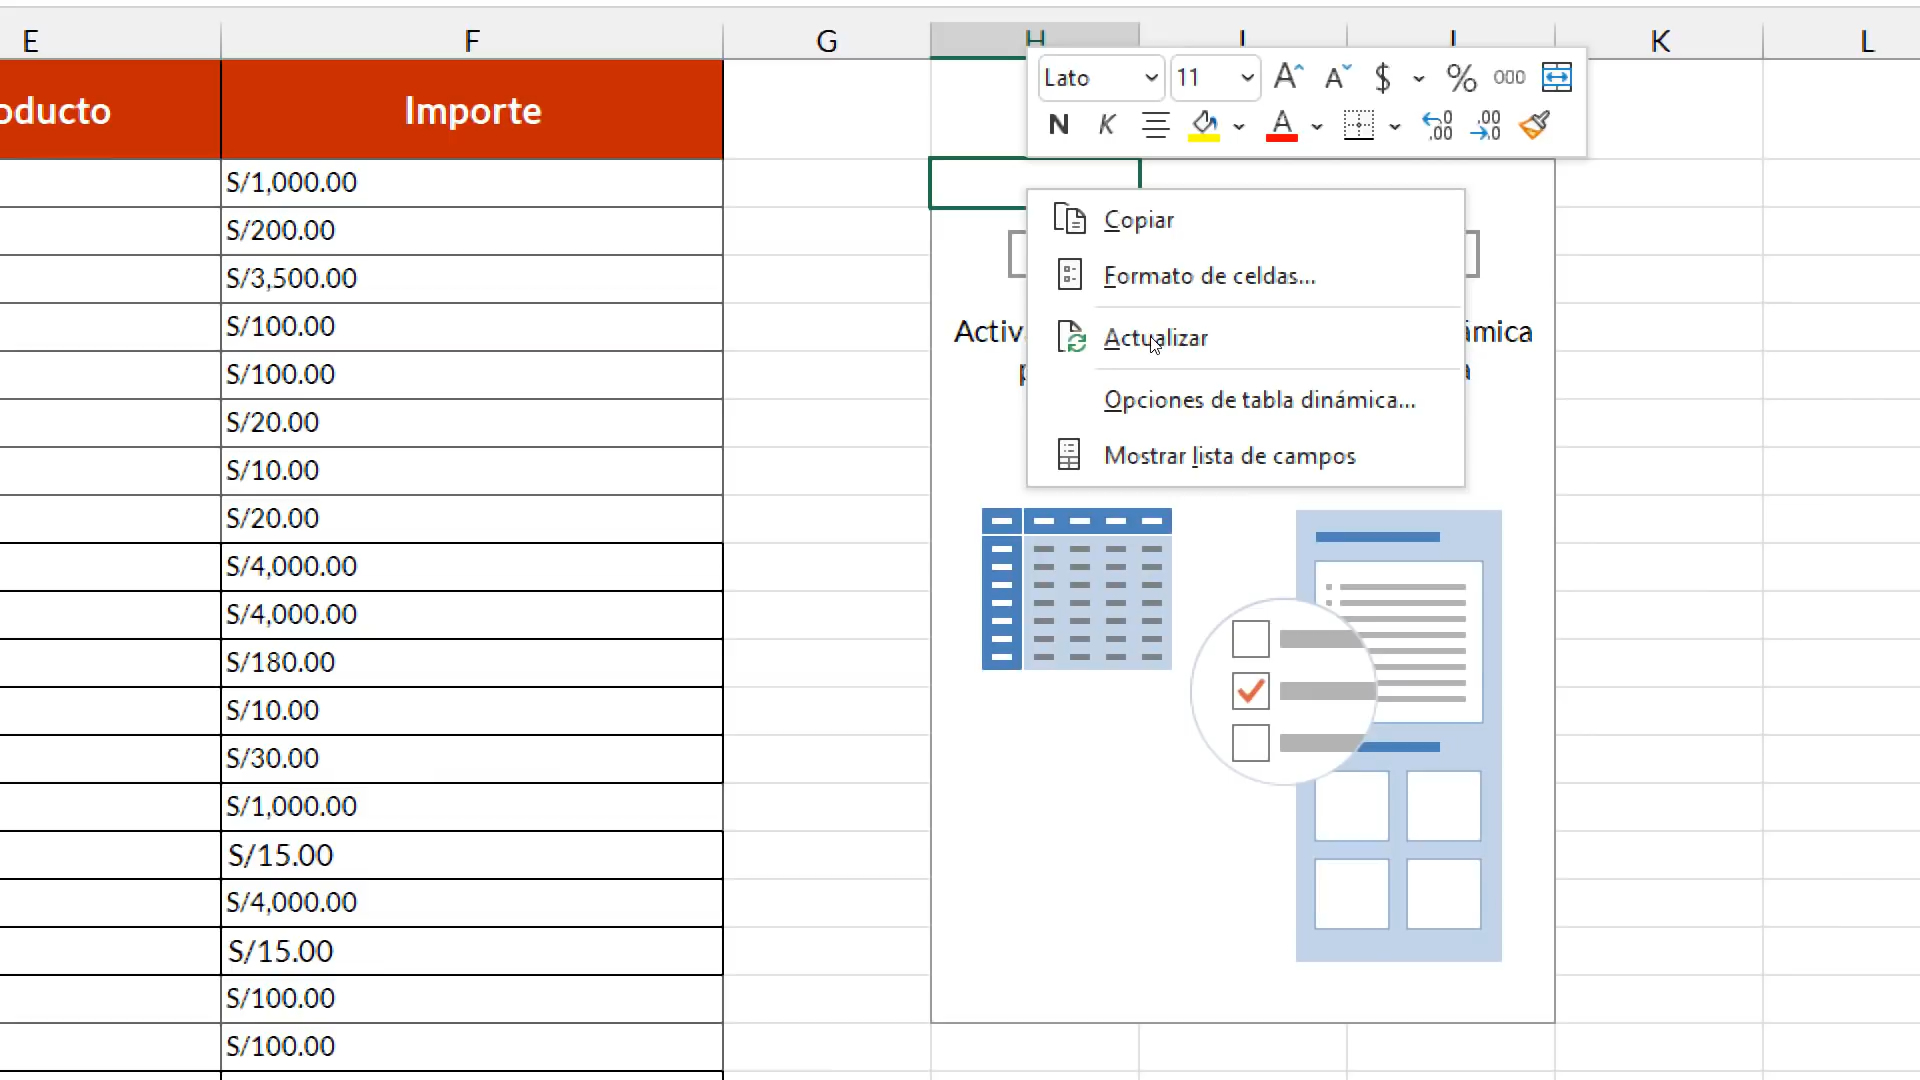 E F G H K L
Lato 11 A A $ % 000
N K A
oducto Importe
S/1,000.00
S/200.00
S/3,500.00
S/100.00
S/100.00
S/20.00
S/10.00
S/20.00
S/4,000.00
S/4,000.00
S/180.00
S/10.00
S/30.00
S/1,000.00
S/15.00
S/4,000.00
S/15.00
S/100.00
S/100.00
Copiar
Formato de celdas...
Actualizar
Opciones de tabla dinámica...
Mostrar lista de campos